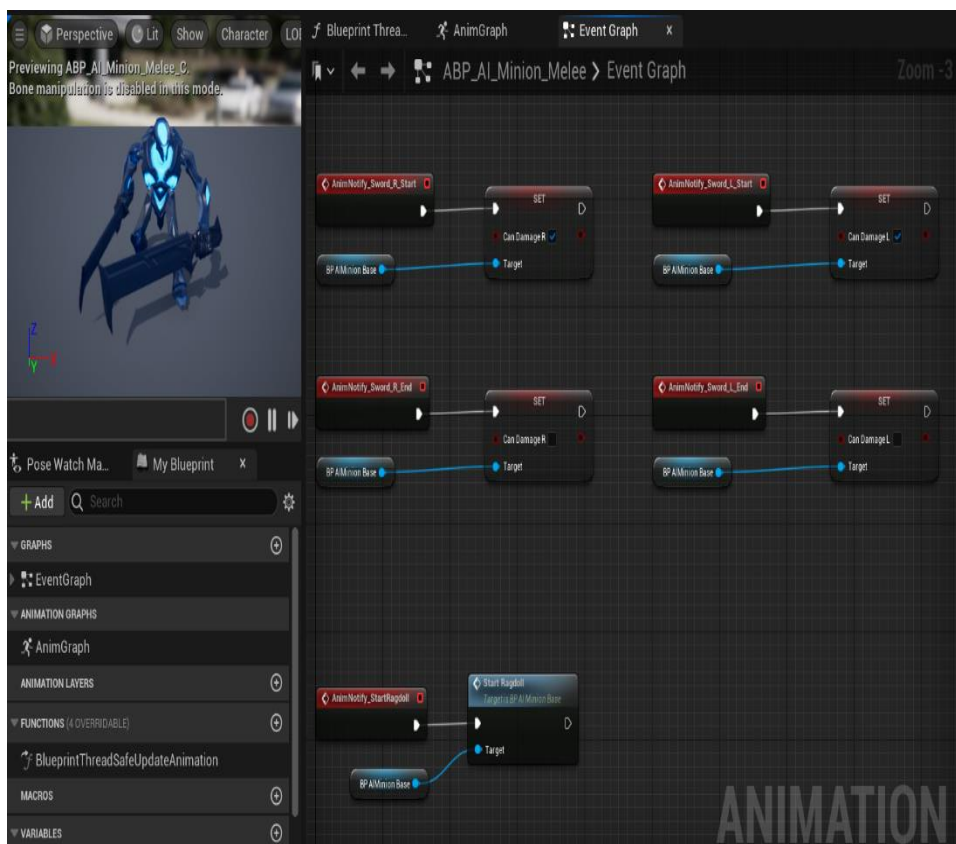 Perspective Lit Show Character LOD
Previewing ABP_AI_Minion_Melee_C.
Bone manipulation is disabled in this mode.
Z
X
Y
Pose Watch Ma... My Blueprint x
+ Add Search
GRAPHS
EventGraph
ANIMATION GRAPHS
AnimGraph
ANIMATION LAYERS
FUNCTIONS (4 OVERRIDABLE)
BlueprintThreadSafeUpdateAnimation
MACROS
VARIABLES
Blueprint Threa... AnimGraph Event Graph x
ABP_AI_Minion_Melee > Event Graph Zoom -3
AnimNotify_Sword_R_Start
SET
Can Damage R
BP AIMinion Base
Target
AnimNotify_Sword_L_Start
SET
Can Damage L
BP AIMinion Base
Target
AnimNotify_Sword_R_End
SET
Can Damage R
BP AIMinion Base
Target
AnimNotify_Sword_L_End
SET
Can Damage L
BP AIMinion Base
Target
AnimNotify_StartRagdoll
Start Ragdoll
Target is BP AI Minion Base
Target
BP AIMinion Base
ANIMATION